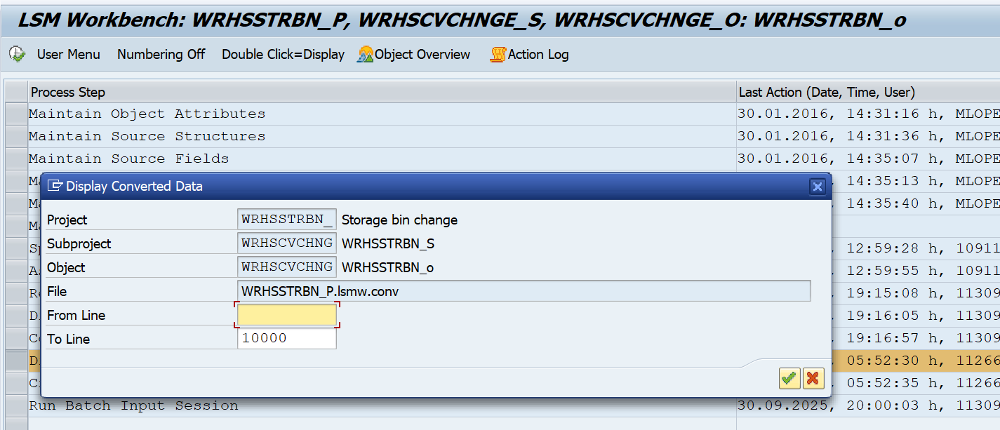 LSM Workbench: WRHSSTRBN_P, WRHSCVCHNGE_S, WRHSCVCHNGE_O: WRHSSTRBN_o
User Menu Numbering Off Double Click=Display Object Overview Action Log
Process Step Last Action (Date, Time, User)
Maintain Object Attributes 30.01.2016, 14:31:16 h, MLOPE
Maintain Source Structures 30.01.2016, 14:31:36 h, MLOPE
Maintain Source Fields 30.01.2016, 14:35:07 h, MLOPE
14:35:13 h, MLOPE
Display Converted Data
14:35:40 h, MLOPE
Project WRHSSTRBN_ Storage bin change
Subproject WRHSCVCHNG WRHSSTRBN_S
12:59:28 h, 10911
Object WRHSCVCHNG WRHSSTRBN_o
12:59:55 h, 10911
File WRHSSTRBN_P.lsmw.conv
19:15:08 h, 11309
From Line
19:16:05 h, 11309
To Line 10000
19:16:57 h, 11309
05:52:30 h, 11266
05:52:35 h, 11266
Run Batch Input Session 30.09.2025, 20:00:03 h, 11309